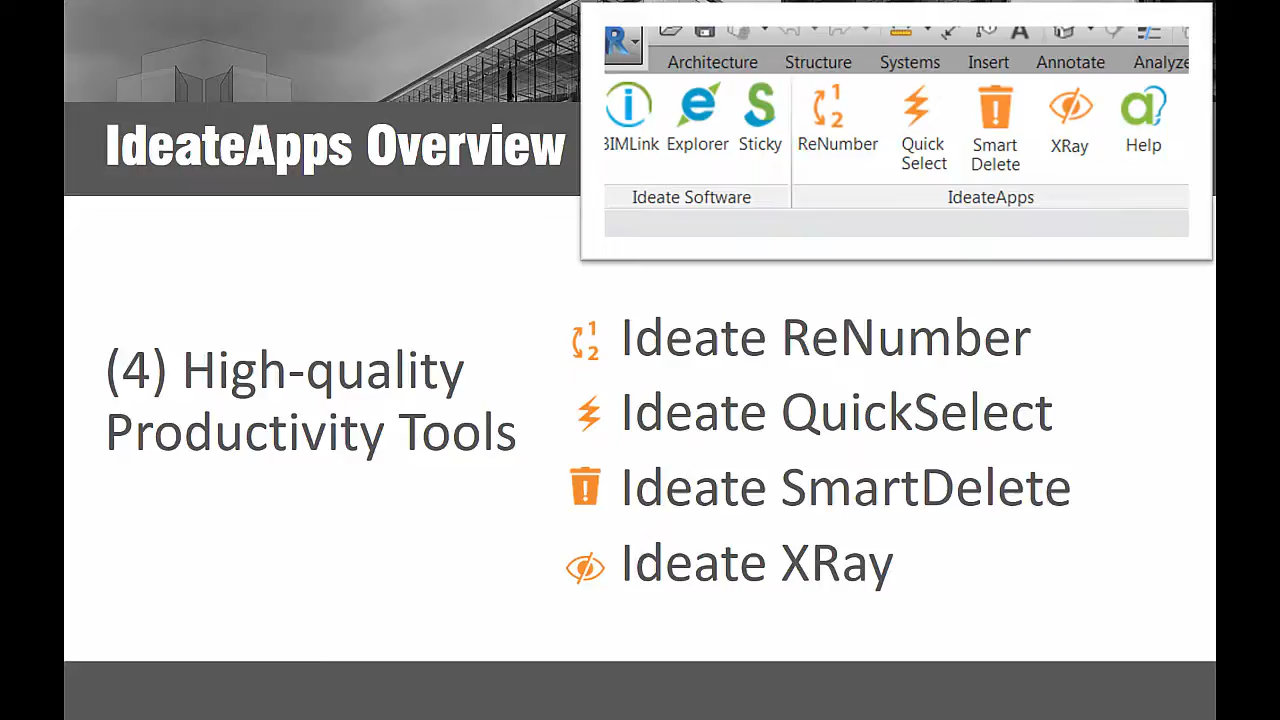 IdeateApps Overview
Architecture Structure Systems Insert Annotate Analyze
BIMLink Explorer Sticky ReNumber Quick Select Smart Delete XRay Help
Ideate Software IdeateApps
(4) High-quality
Productivity Tools
Ideate ReNumber
Ideate QuickSelect
Ideate SmartDelete
Ideate XRay